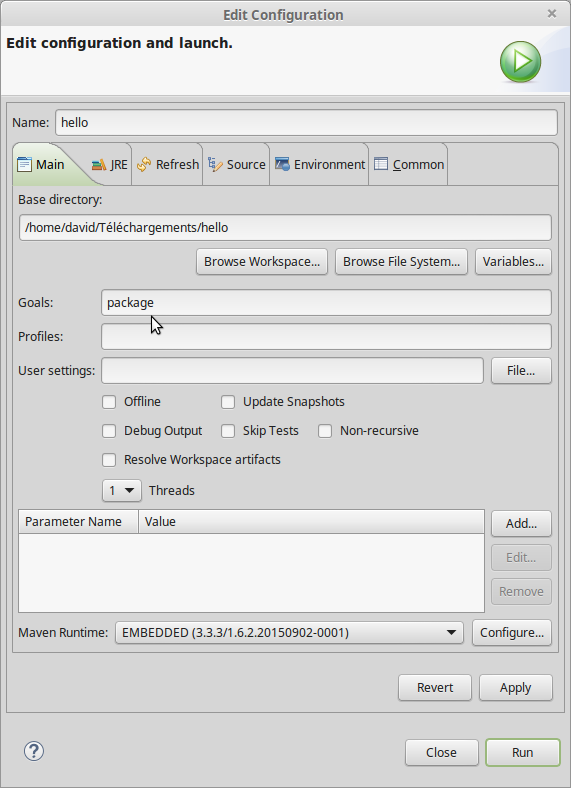 Edit Configuration
Edit configuration and launch.
Name: hello
Main JRE Refresh Source Environment Common
Base directory:
/home/david/Téléchargements/hello
Browse Workspace... Browse File System... Variables...
Goals: package
Profiles:
User settings: File...
Offline Update Snapshots
Debug Output Skip Tests Non-recursive
Resolve Workspace artifacts
1 Threads
Parameter Name Value Add...
Edit...
Remove
Maven Runtime: EMBEDDED (3.3.3/1.6.2.20150902-0001) Configure...
Revert Apply
? Close Run